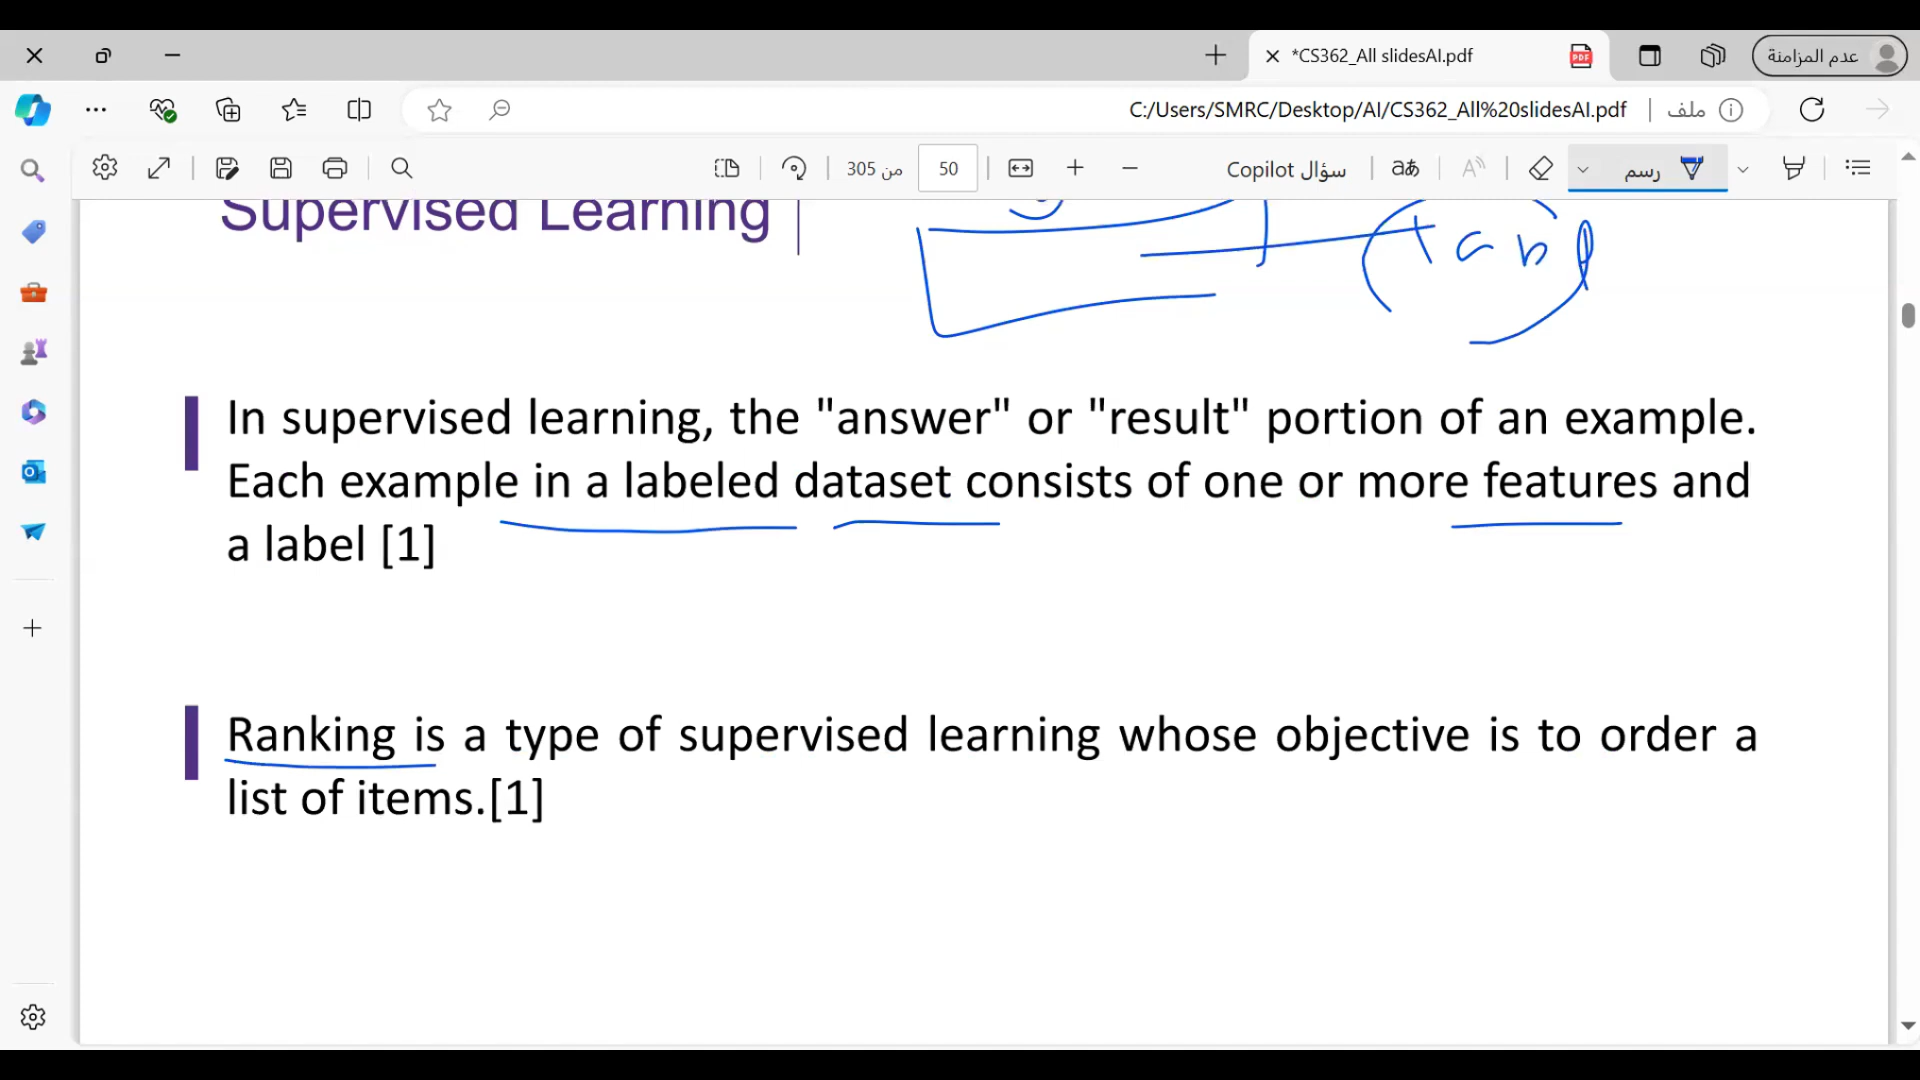 *CS362_All slidesAI.pdf
عدم المزامنة
C:/Users/SMRC/Desktop/AI/CS362_All%20slidesAI.pdf
ملف
305 من
50
سؤال Copilot
aあ
رسم
Supervised Learning
In supervised learning, the "answer" or "result" portion of an example.
Each example in a labeled dataset consists of one or more features and
a label [1]
Ranking is a type of supervised learning whose objective is to order a
list of items.[1]